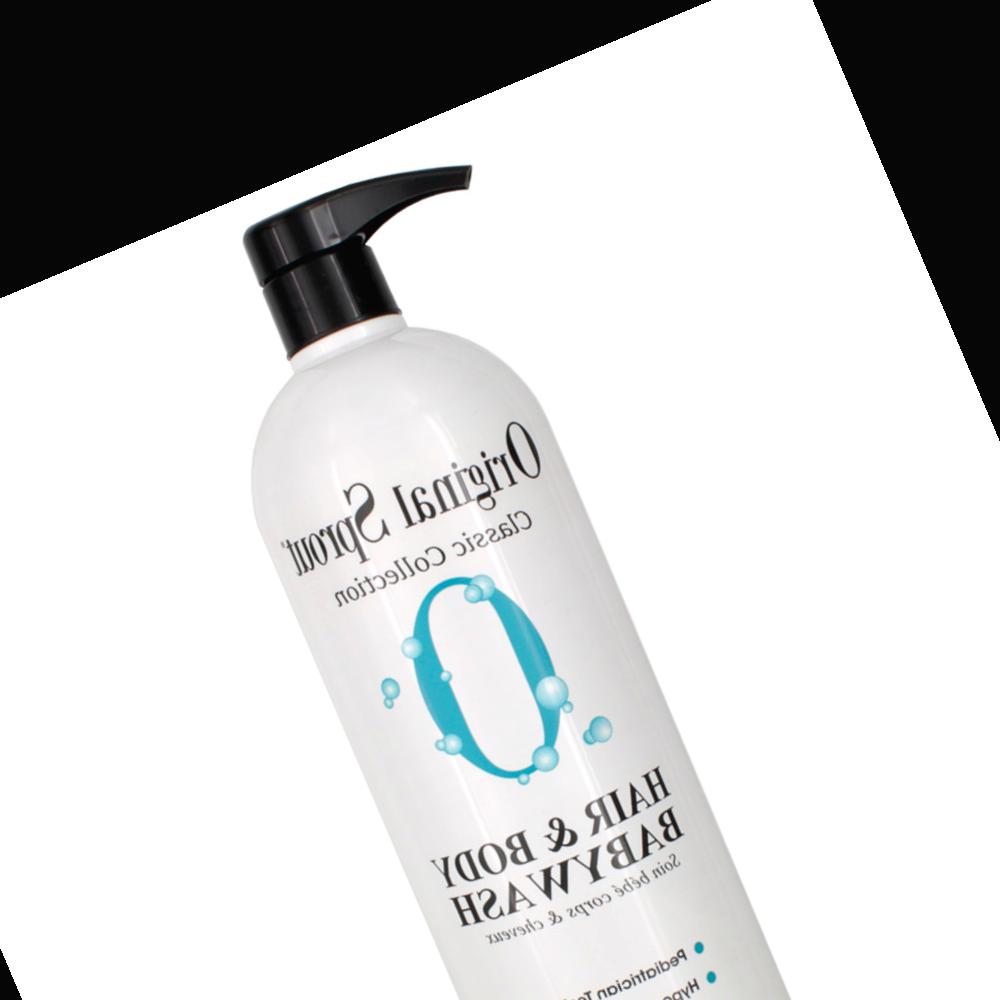 Original Sprout
Classic Collection
O
HAIR & BODY
BABYWASH
Soin bébé corps & cheveux
Pediatrician